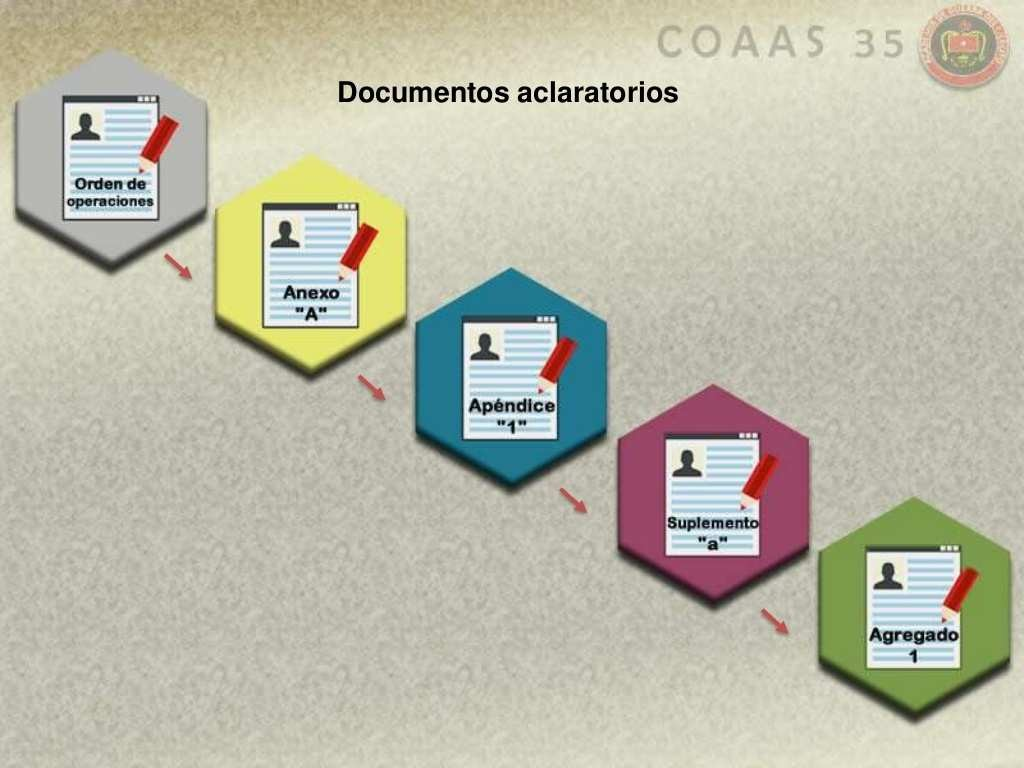 COAAS 35
Documentos aclaratorios
Orden de
operaciones
Anexo
"A"
Apéndice
"1"
Suplemento
"a"
Agregado
1